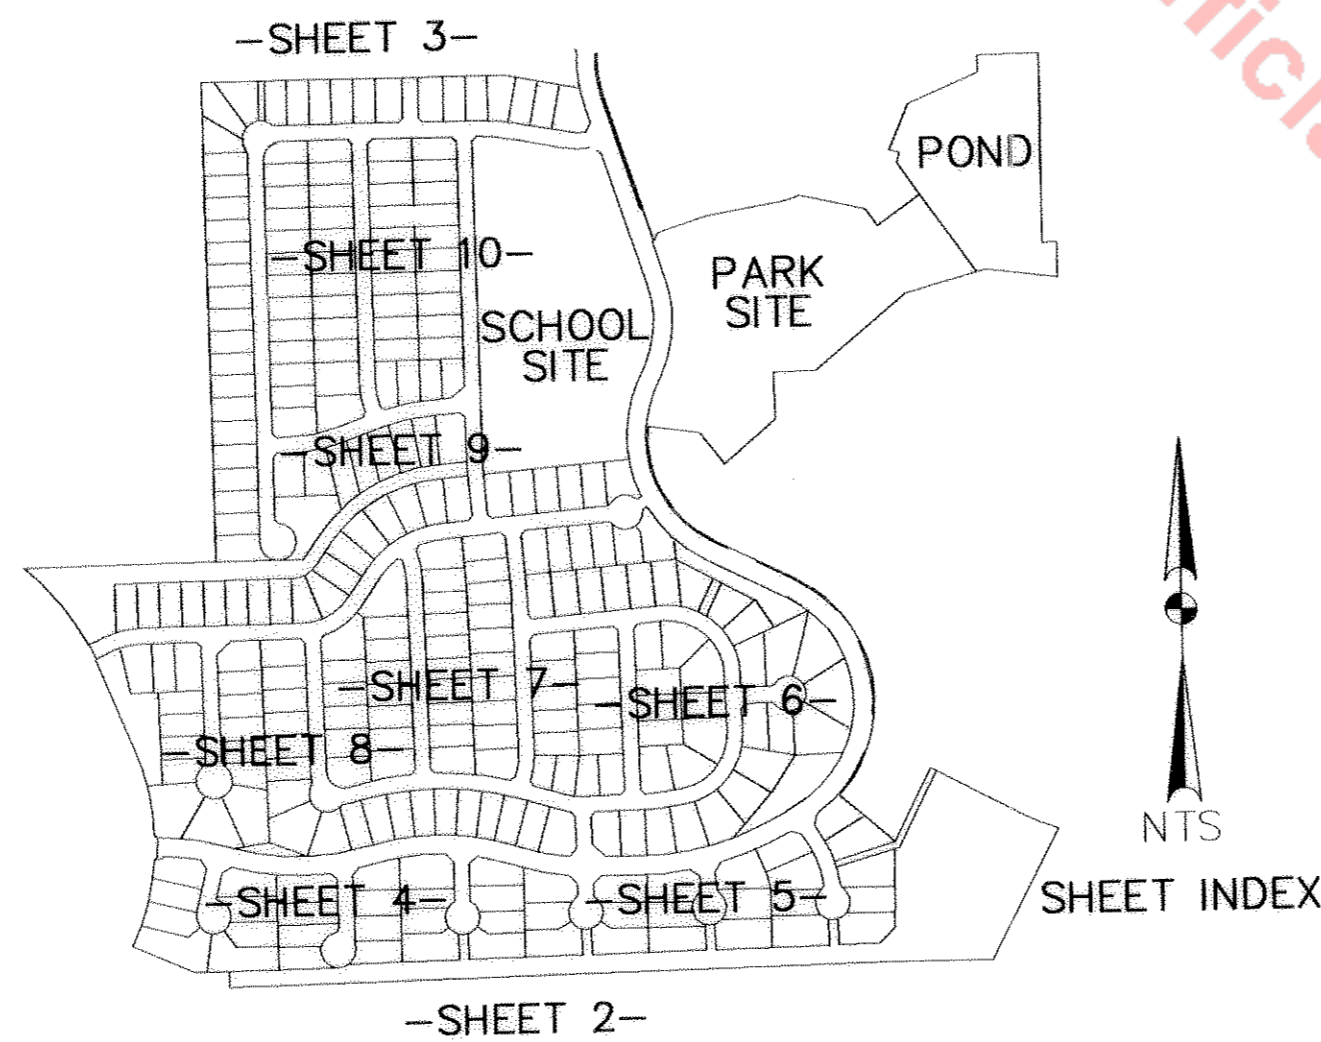 -SHEET 3-
POND
-SHEET 10-
PARK
SITE
SCHOOL
SITE
-SHEET 9-
-SHEET 7-
-SHEET 6-
-SHEET 8-
NTS
-SHEET 4-
-SHEET 5-
SHEET INDEX
-SHEET 2-